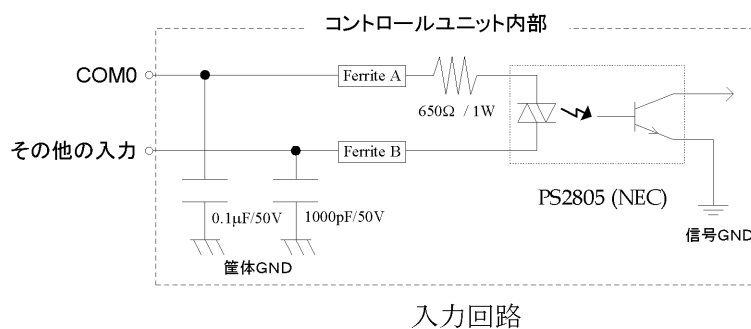 コントロールユニット内部
COM0
Ferrite A
650Ω / 1W
その他の入力
Ferrite B
PS2805 (NEC)
0.1μF/50V
1000pF/50V
信号GND
筐体GND
入力回路